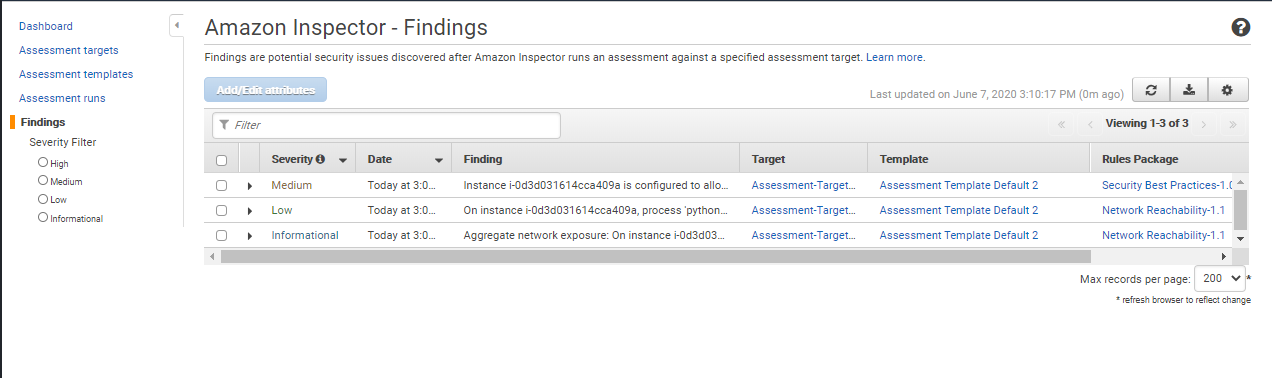 Dashboard
Assessment targets
Assessment templates
Assessment runs
Findings
Severity Filter
High
Medium
Low
Informational
Amazon Inspector - Findings
Findings are potential security issues discovered after Amazon Inspector runs an assessment against a specified assessment target. Learn more.
Add/Edit attributes
Last updated on June 7, 2020 3:10:17 PM (0m ago)
Filter
Viewing 1-3 of 3
Severity Date Finding Target Template Rules Package
Medium Today at 3:0... Instance i-0d3d031614cca409a is configured to allo... Assessment-Target... Assessment Template Default 2 Security Best Practices-1.0
Low Today at 3:0... On instance i-0d3d031614cca409a, process 'python... Assessment-Target... Assessment Template Default 2 Network Reachability-1.1
Informational Today at 3:0... Aggregate network exposure: On instance i-0d3d03... Assessment-Target... Assessment Template Default 2 Network Reachability-1.1
Max records per page: 200 *
* refresh browser to reflect change